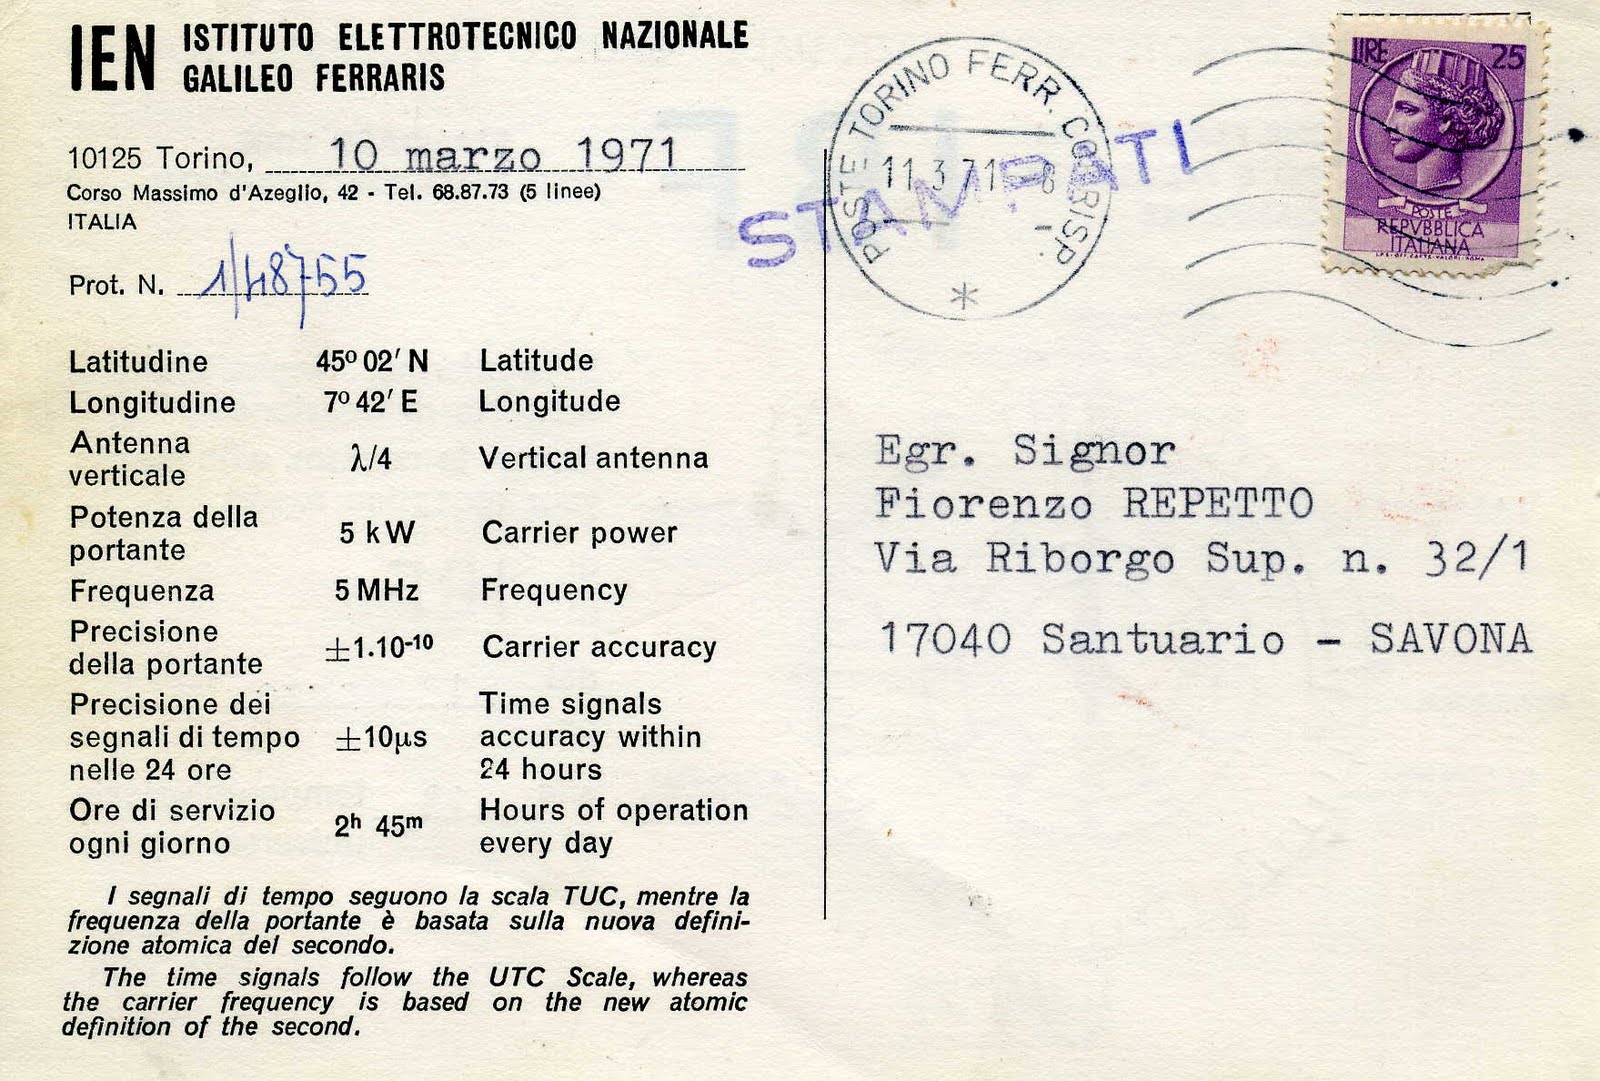 IEN ISTITUTO ELETTROTECNICO NAZIONALE
GALILEO FERRARIS
10125 Torino, 10 marzo 1971
Corso Massimo d'Azeglio, 42 - Tel. 68.87.73 (5 linee)
ITALIA
Prot. N. 1/48755
Latitudine 45º 02' N Latitude
Longitudine 7º 42' E Longitude
Antenna
verticale λ/4 Vertical antenna
Potenza della
portante 5 kW Carrier power
Frequenza 5 MHz Frequency
Precisione
della portante ±1.10-10 Carrier accuracy
Precisione dei
segnali di tempo
nelle 24 ore
±10μs
Time signals
accuracy within
24 hours
Ore di servizio
ogni giorno
2h 45m
Hours of operation
every day
I segnali di tempo seguono la scala TUC, mentre la
frequenza della portante è basata sulla nuova defini-
zione atomica del secondo.
The time signals follow the UTC Scale, whereas
the carrier frequency is based on the new atomic
definition of the second.
POSTE TORINO FERR. CORRISP.
11.3.71 - 8
STAMPATI
LIRE 25
POSTE
REPVBBLICA
ITALIANA
I.P.S.-OFF. CARTE-VALORI-ROMA
Egr. Signor
Fiorenzo REPETTO
Via Riborgo Sup. n. 32/1
17040 Santuario - SAVONA